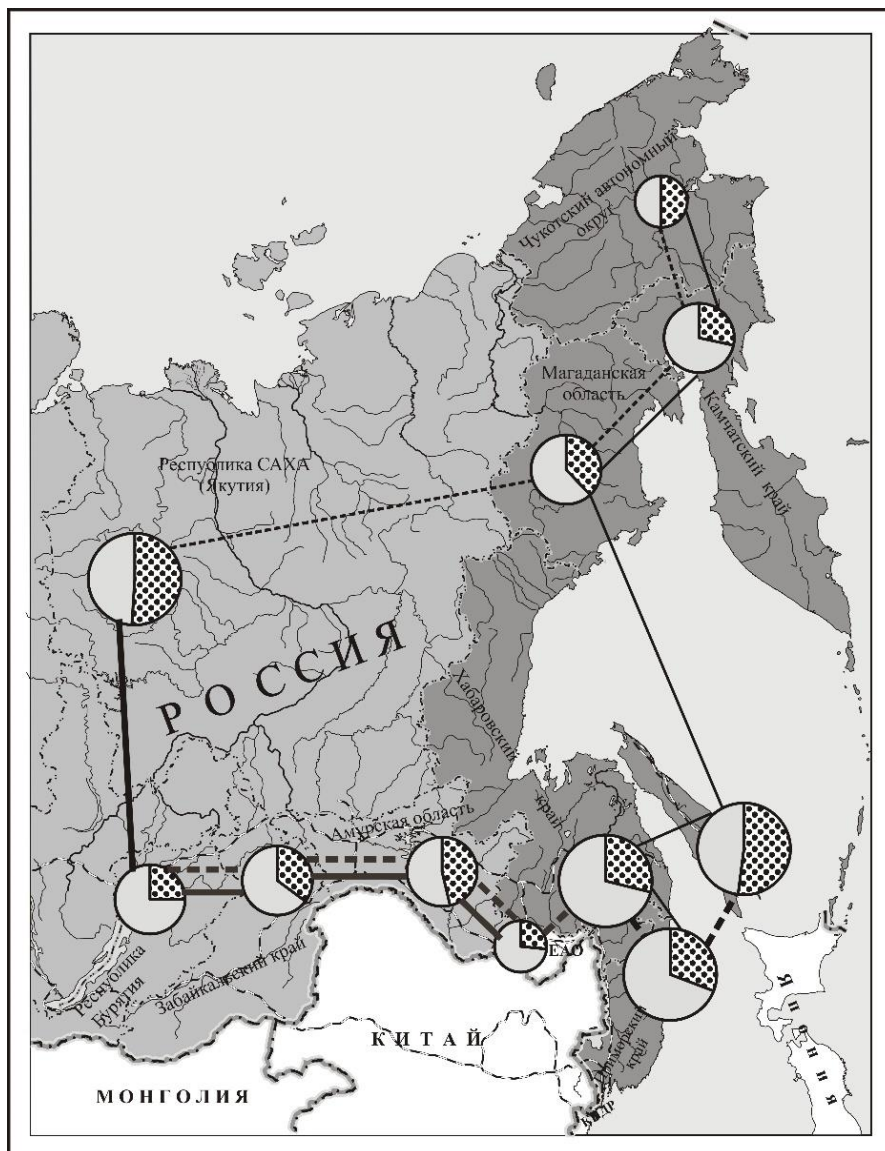 Чукотский автономный
округ
Магаданская
область
Камчатский край
Республика САХА
(Якутия)
РОССИЯ
Хабаровский
край
Амурская область
ЕАО
Республика
Бурятия
Забайкальский край
КИТАЙ
Приморский
край
Япония
МОНГОЛИЯ
КНДР